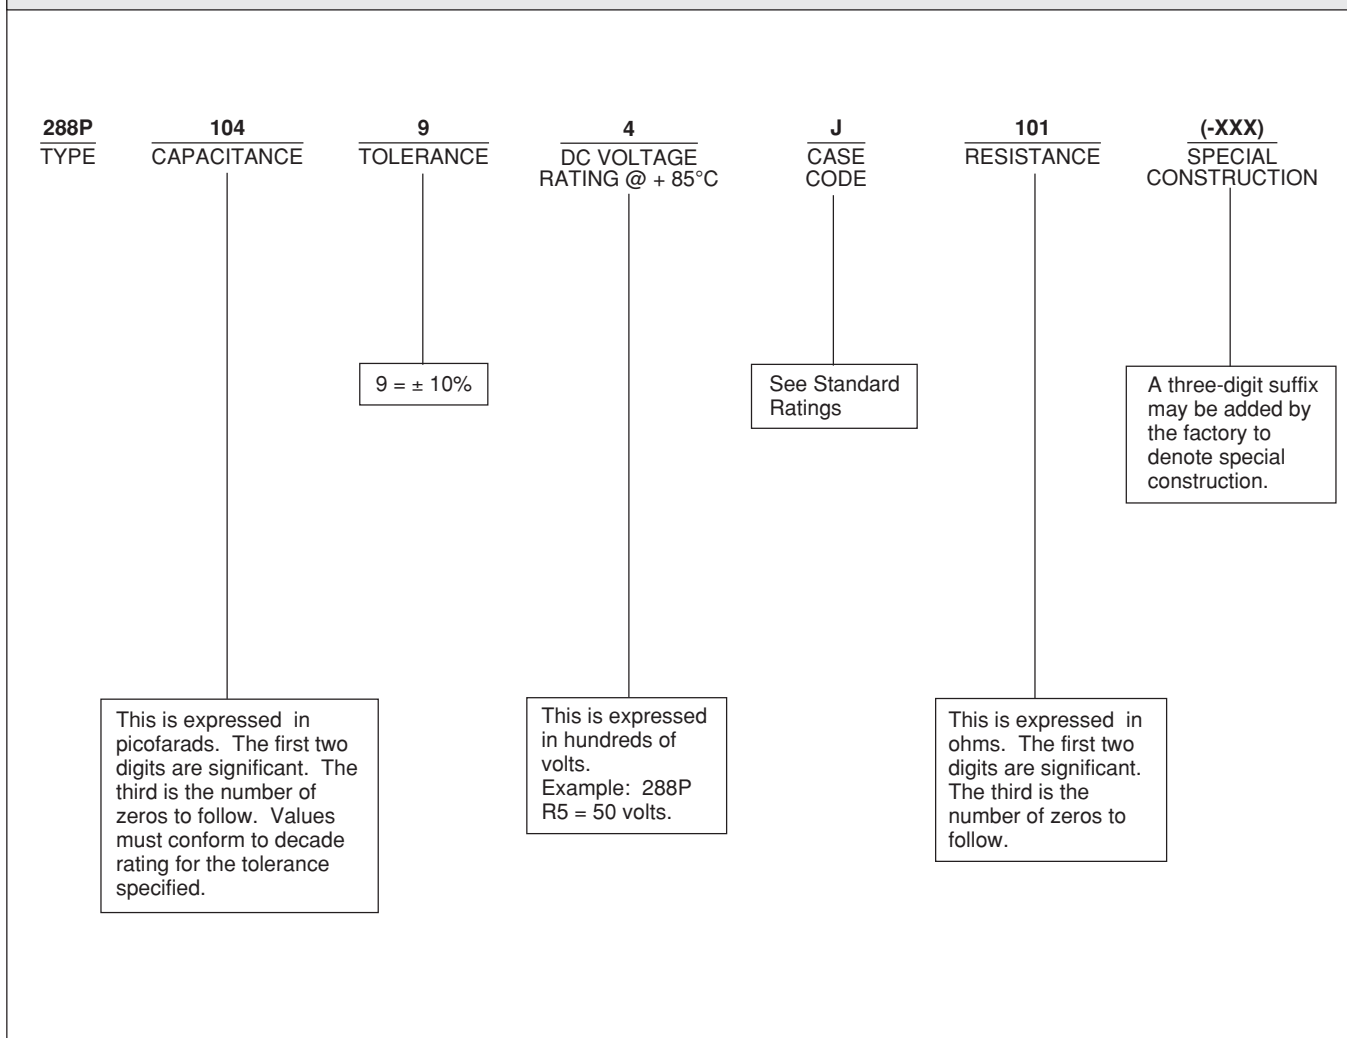 288P 104 9 4 J 101 (-XXX)
TYPE CAPACITANCE TOLERANCE DC VOLTAGE RATING @ + 85°C CASE CODE RESISTANCE SPECIAL CONSTRUCTION
9 = ± 10%
See Standard
Ratings
A three-digit suffix
may be added by
the factory to
denote special
construction.
This is expressed in
picofarads. The first two
digits are significant. The
third is the number of
zeros to follow. Values
must conform to decade
rating for the tolerance
specified.
This is expressed
in hundreds of
volts.
Example: 288P
R5 = 50 volts.
This is expressed in
ohms. The first two
digits are significant.
The third is the
number of zeros to
follow.